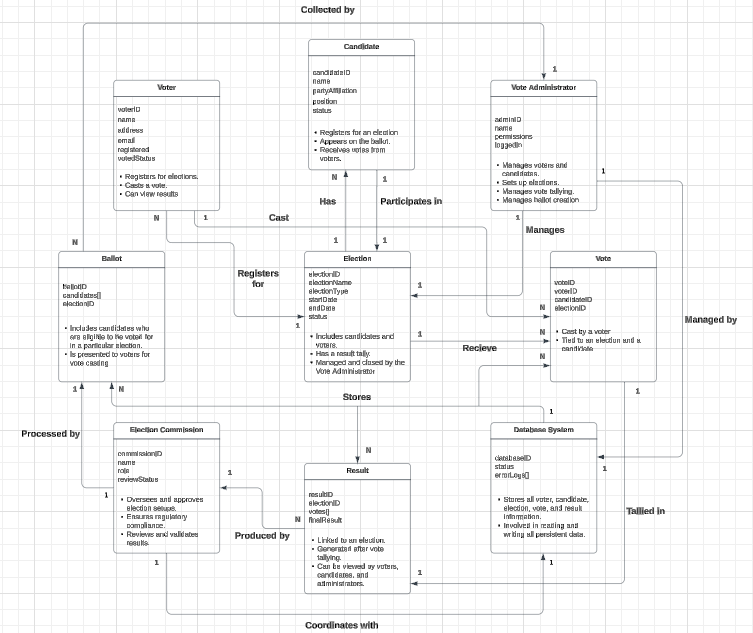 Collected by
Candidate
candidateID
name
partyAffiliation
position
status
• Registers for an election
• Appears on the ballot.
• Receives votes from
voters.
1
Voter
voterID
name
address
email
registered
votedStatus
• Registers for elections.
• Casts a vote.
• Can view results
Vote Administrator
adminID
name
permissions
loggedIn
• Manages voters and
candidates.
• Sets up elections.
• Manages vote tallying.
• Manages ballot creation
1
N
1
Has
Participates in
N
1
Cast
1
Manages
N
1
1
Ballot
BallotID
candidates[]
electionID
• Includes candidates who
are eligible to be voted for
in a particular election.
• Is presented to voters for
vote casting
Registers
for
1
Election
electionID
electionName
electionType
startDate
endDate
status
• Includes candidates and
voters.
• Has a result tally.
• Managed and closed by the
Vote Administrator
1
1
Recieve
N
N
N
Vote
voteID
voterID
candidateID
electionID
• Cast by a voter
• Tied to an election and a
candidate
Managed by
1
N
1
Stores
1
Processed by
Election Commission
commissionID
name
role
reviewStatus
• Oversees and approves
election setups.
• Ensures regulatory
compliance.
• Reviews and validates
results.
1
1
N
Produced by
N
Result
resultID
electionID
votes[]
finalResult
• Linked to an election.
• Generated after vote
tallying.
• Can be viewed by voters,
candidates, and
administrators.
Database System
databaseID
status
errorLogs[]
• Stores all voter, candidate,
election, vote, and result
information.
• Involved in reading and
writing all persistent data.
1
Tallied in
1
1
1
Coordinates with